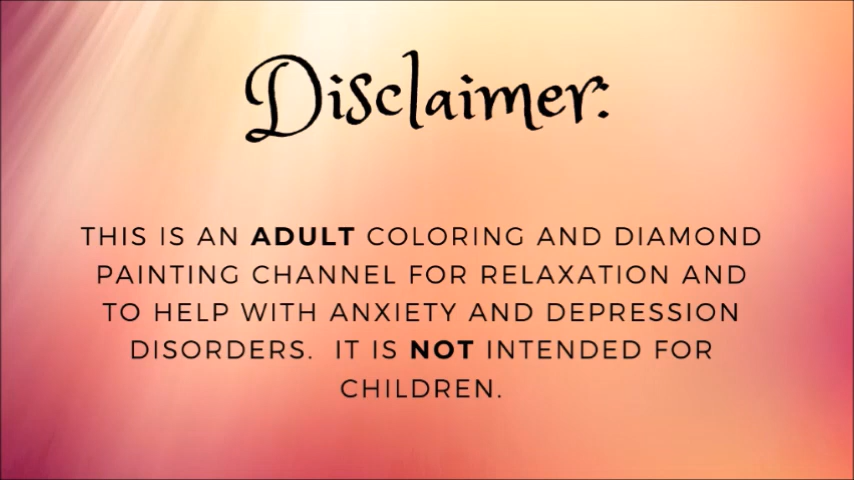 Disclaimer:
THIS IS AN ADULT COLORING AND DIAMOND
PAINTING CHANNEL FOR RELAXATION AND
TO HELP WITH ANXIETY AND DEPRESSION
DISORDERS.  IT IS NOT INTENDED FOR
CHILDREN.